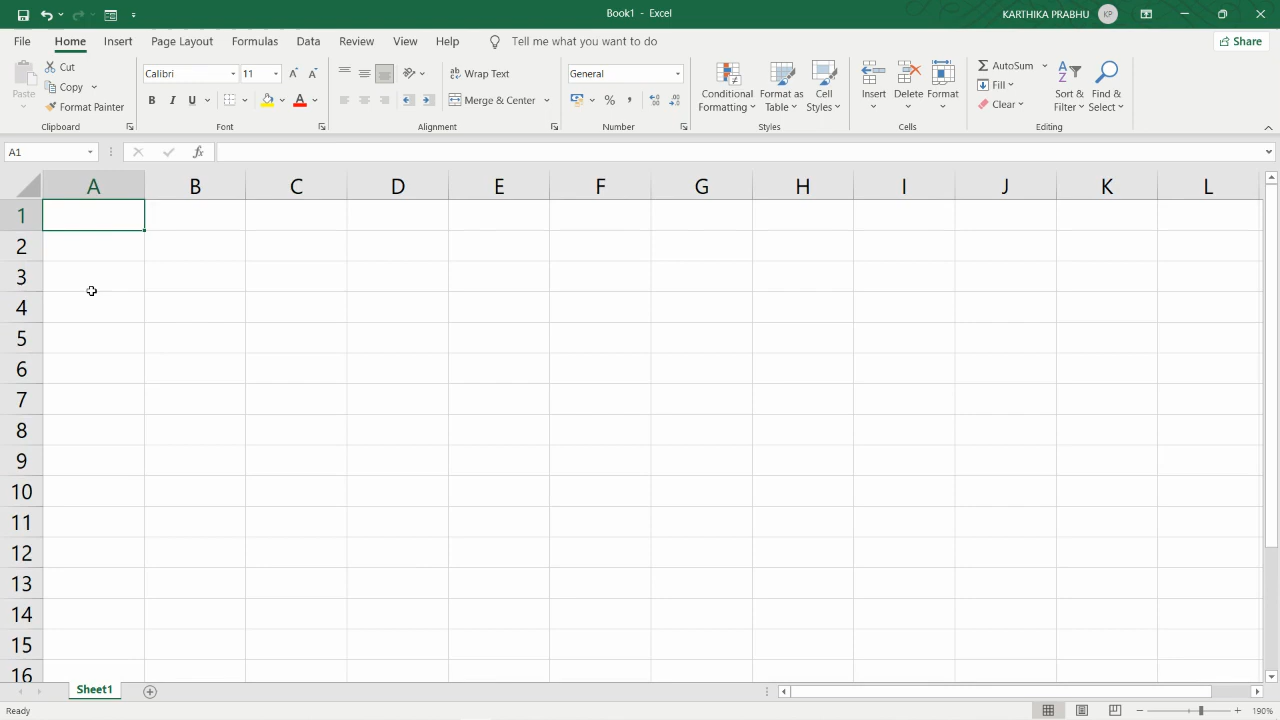 Book1 - Excel
KARTHIKA PRABHU KP
File Home Insert Page Layout Formulas Data Review View Help Tell me what you want to do Share
Paste
Cut
Copy
Format Painter
Clipboard
Calibri 11
B I U
Font
Wrap Text
Merge & Center
Alignment
General
Number
Conditional
Formatting
Format as
Table
Cell
Styles
Styles
Insert
Delete
Format
Cells
AutoSum
Fill
Clear
Sort &
Filter
Find &
Select
Editing
A1 fx
A B C D E F G H I J K L
1
2
3
4
5
6
7
8
9
10
11
12
13
14
15
16
Sheet1
Ready 190%